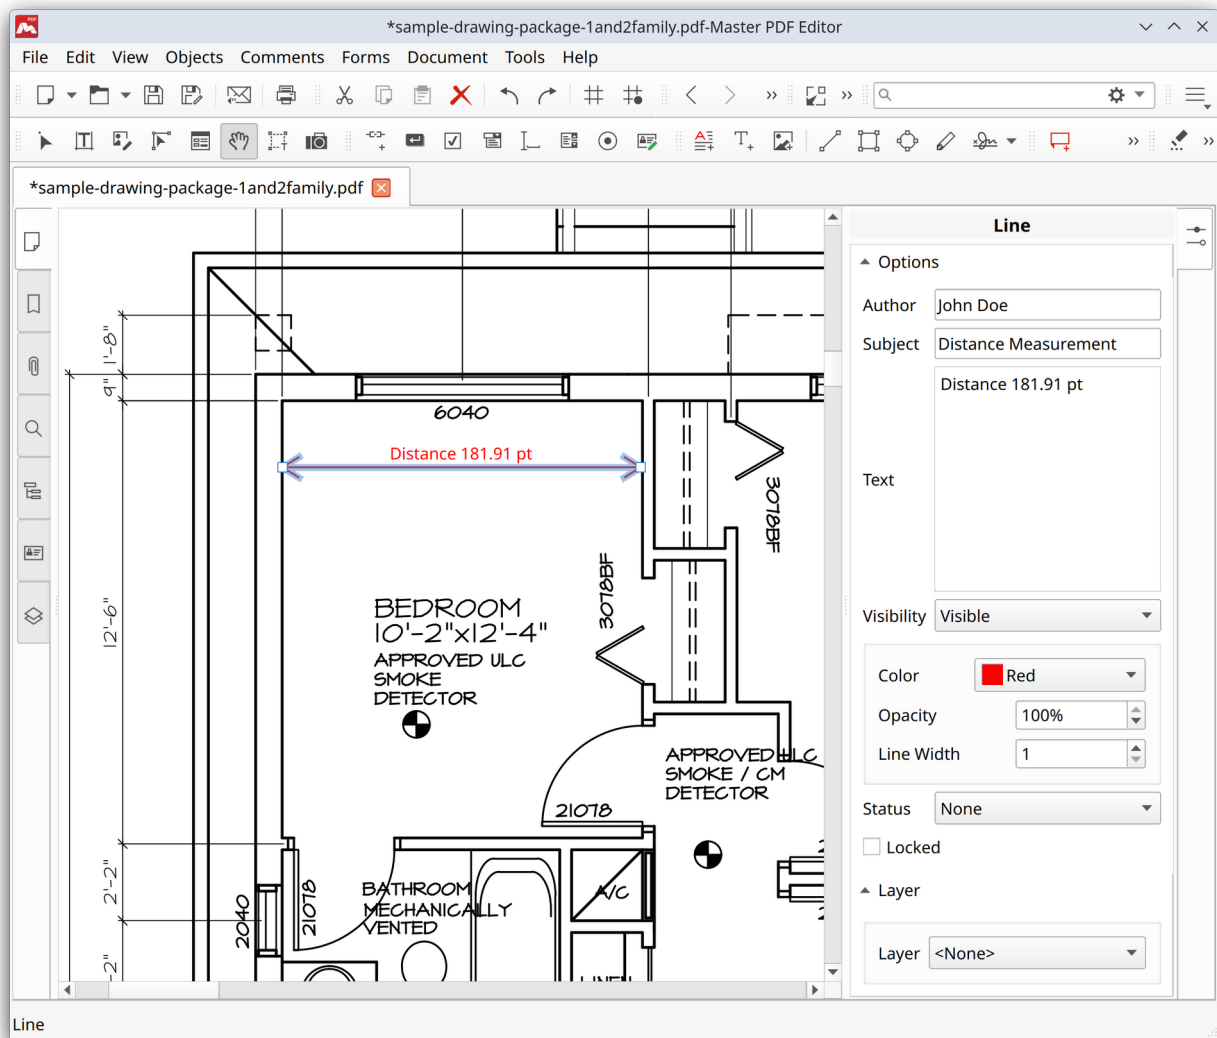 *sample-drawing-package-1and2family.pdf-Master PDF Editor
File Edit View Objects Comments Forms Document Tools Help
*sample-drawing-package-1and2family.pdf
Line
Options
Author John Doe
Subject Distance Measurement
Text Distance 181.91 pt
Visibility Visible
Color Red
Opacity 100%
Line Width 1
Status None
Locked
Layer
Layer <None>
1'-8"
9"
12'-6"
2'-2"
-2"
6040
Distance 181.91 pt
3078BF
3078BF
BEDROOM
10'-2"x12'-4"
APPROVED ULC
SMOKE
DETECTOR
APPROVED ULC
SMOKE / CM
DETECTOR
21078
2040
21078
BATHROOM
MECHANICALLY
VENTED
A/C
LINEN
Line